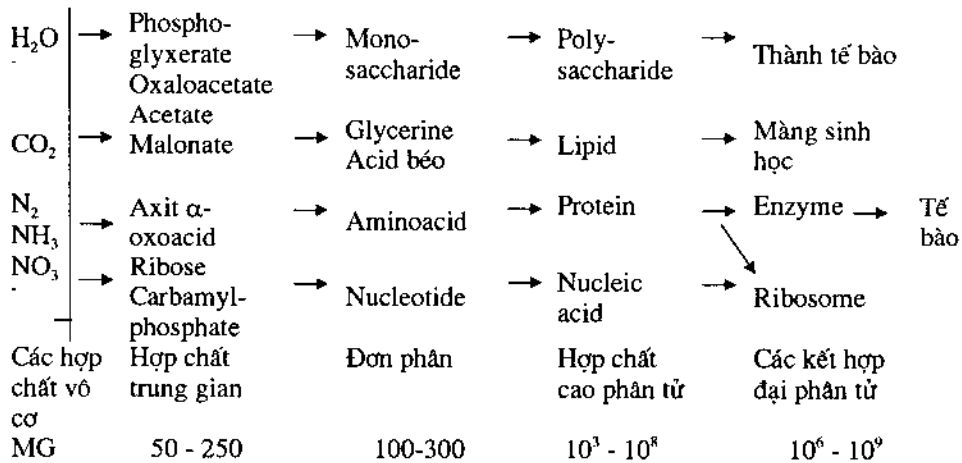 H₂O → Phospho-glyxerate Oxaloacetate → Mono-saccharide → Poly-saccharide → Thành tế bào
CO₂ → Acetate Malonate → Glycerine Acid béo → Lipid → Màng sinh học
N₂ NH₃ → Axit α-oxoacid → Aminoacid → Protein → Enzyme → Tế bào
NO₃ → Ribose Carbamyl-phosphate → Nucleotide → Nucleic acid → Ribosome
Các hợp chất vô cơ Hợp chất trung gian Đơn phân Hợp chất cao phân tử Các kết hợp đại phân tử
MG 50 - 250 100-300 10³ - 10⁸ 10⁶ - 10⁹